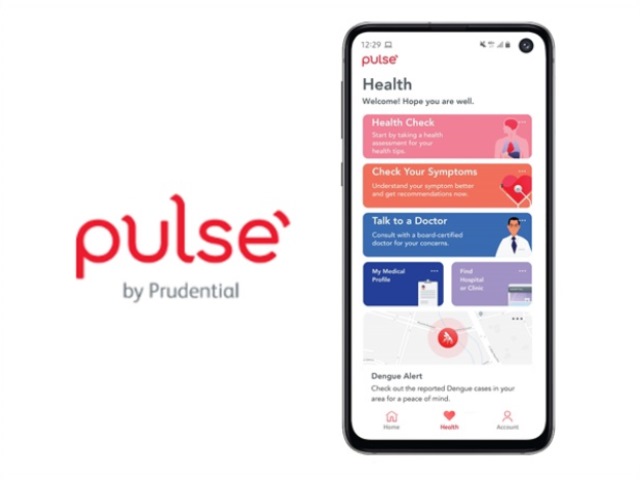 pulse
by Prudential
12:29
pulse
Health
Welcome! Hope you are well.
Health Check
Start by taking a health
assessment for your
health tips.
Check Your Symptoms
Understand your symptom better
and get recommendations now.
Talk to a Doctor
Consult with a board-certified
doctor for your concerns.
My Medical
Profile
Find
Hospital
or Clinic
Dengue Alert
Check out the reported Dengue cases in your
area for a peace of mind.
Home
Health
Account